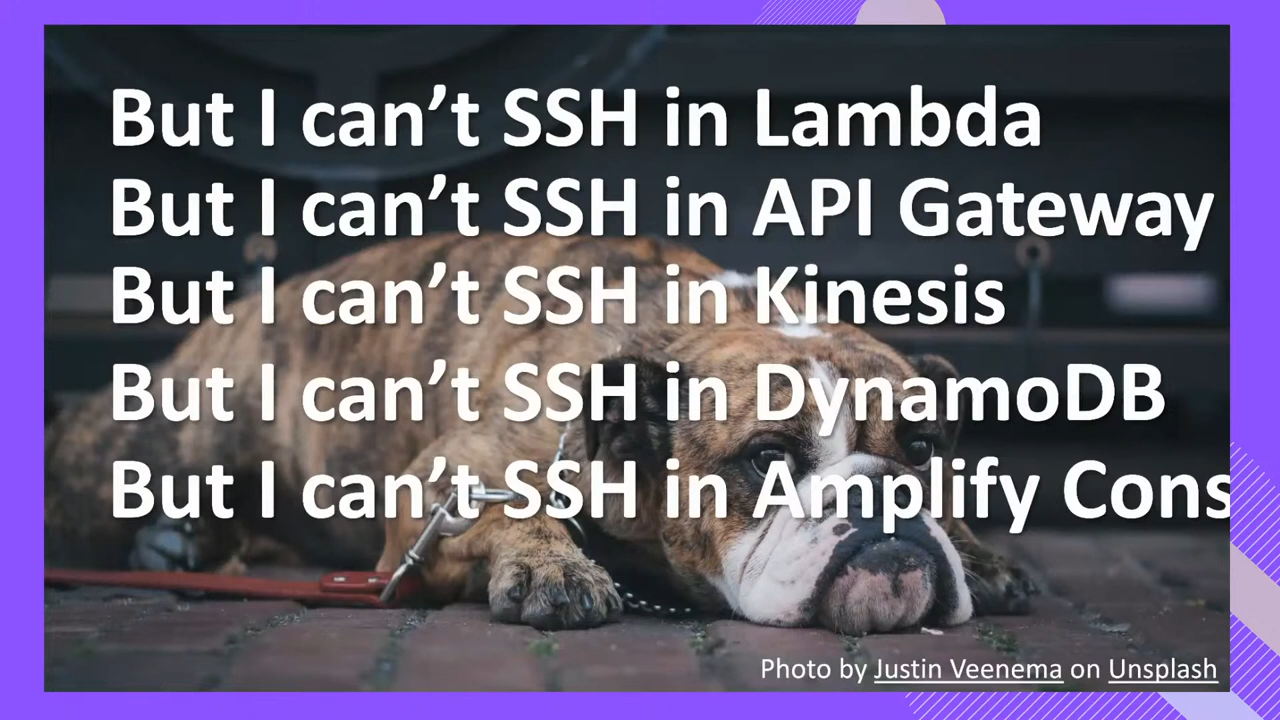 But I can’t SSH in Lambda
But I can’t SSH in API Gateway
But I can’t SSH in Kinesis
But I can’t SSH in DynamoDB
But I can’t SSH in Amplify Cons
Photo by Justin Veenema on Unsplash